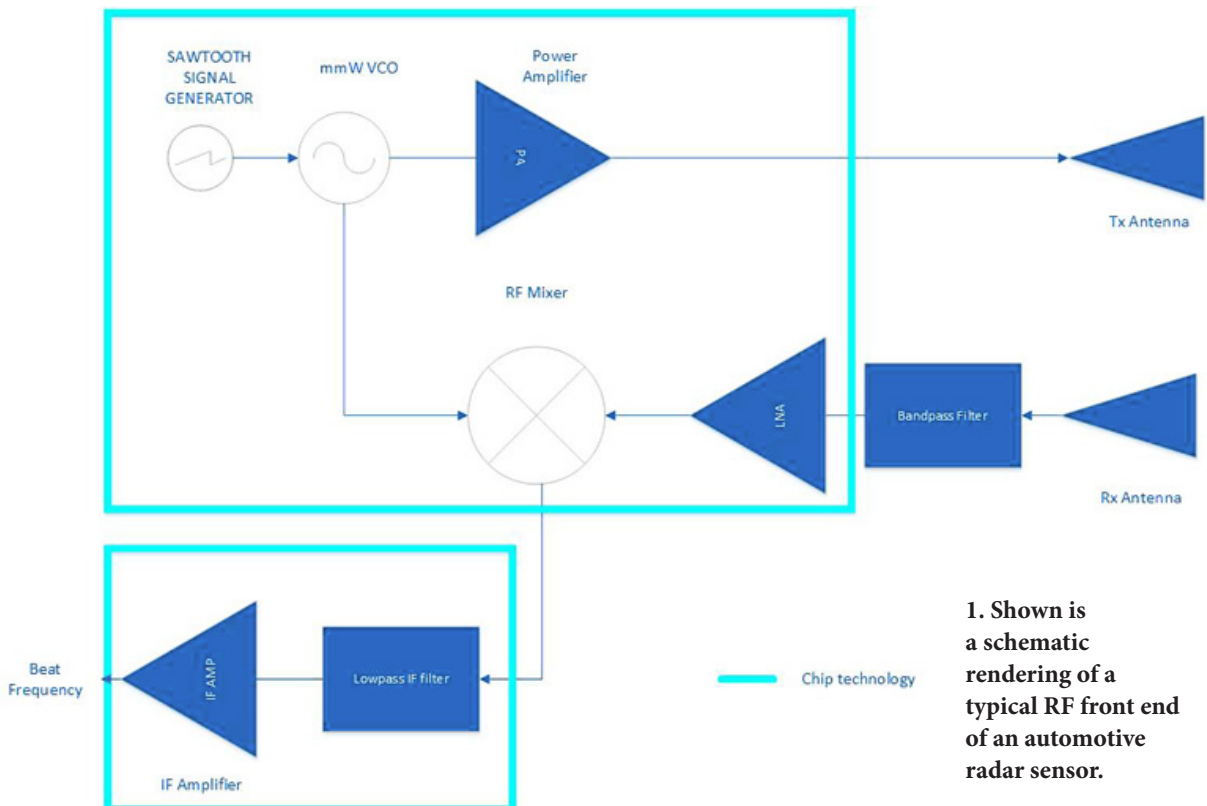 SAWTOOTH
SIGNAL
GENERATOR
mmW VCO
Power
Amplifier
PA
Tx Antenna
RF Mixer
LNA
Bandpass Filter
Rx Antenna
Beat
Frequency
IF AMP
Lowpass IF filter
IF Amplifier
Chip technology
1. Shown is
a schematic
rendering of a
typical RF front end
of an automotive
radar sensor.